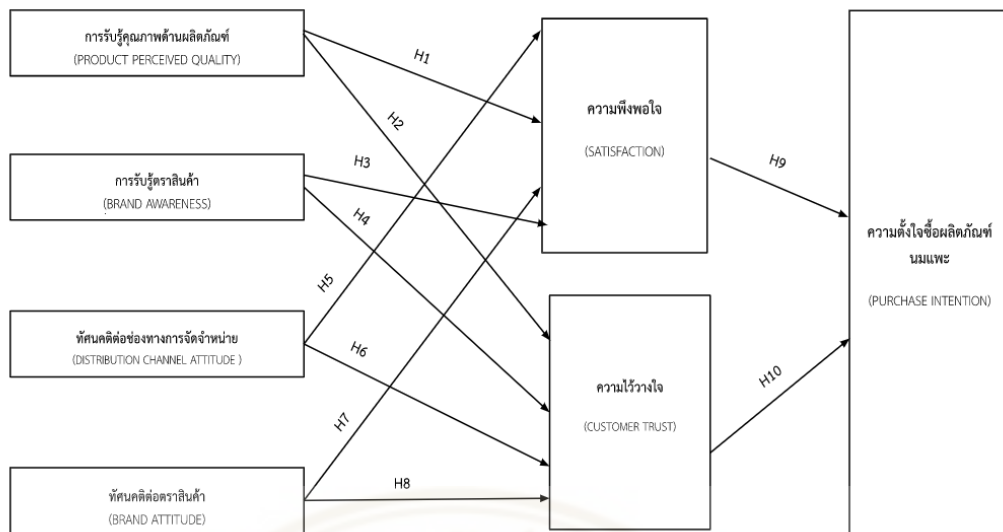 การรับรู้คุณภาพด้านผลิตภัณฑ์
(PRODUCT PERCEIVED QUALITY)
การรับรู้ตราสินค้า
(BRAND AWARENESS)
ทัศนคติต่อช่องทางการจัดจำหน่าย
(DISTRIBUTION CHANNEL ATTITUDE )
ทัศนคติต่อตราสินค้า
(BRAND ATTITUDE)
H1
H2
H3
H4
H5
H6
H7
H8
ความพึงพอใจ
(SATISFACTION)
ความไว้วางใจ
(CUSTOMER TRUST)
H9
H10
ความตั้งใจซื้อผลิตภัณฑ์
นมแพะ
(PURCHASE INTENTION)